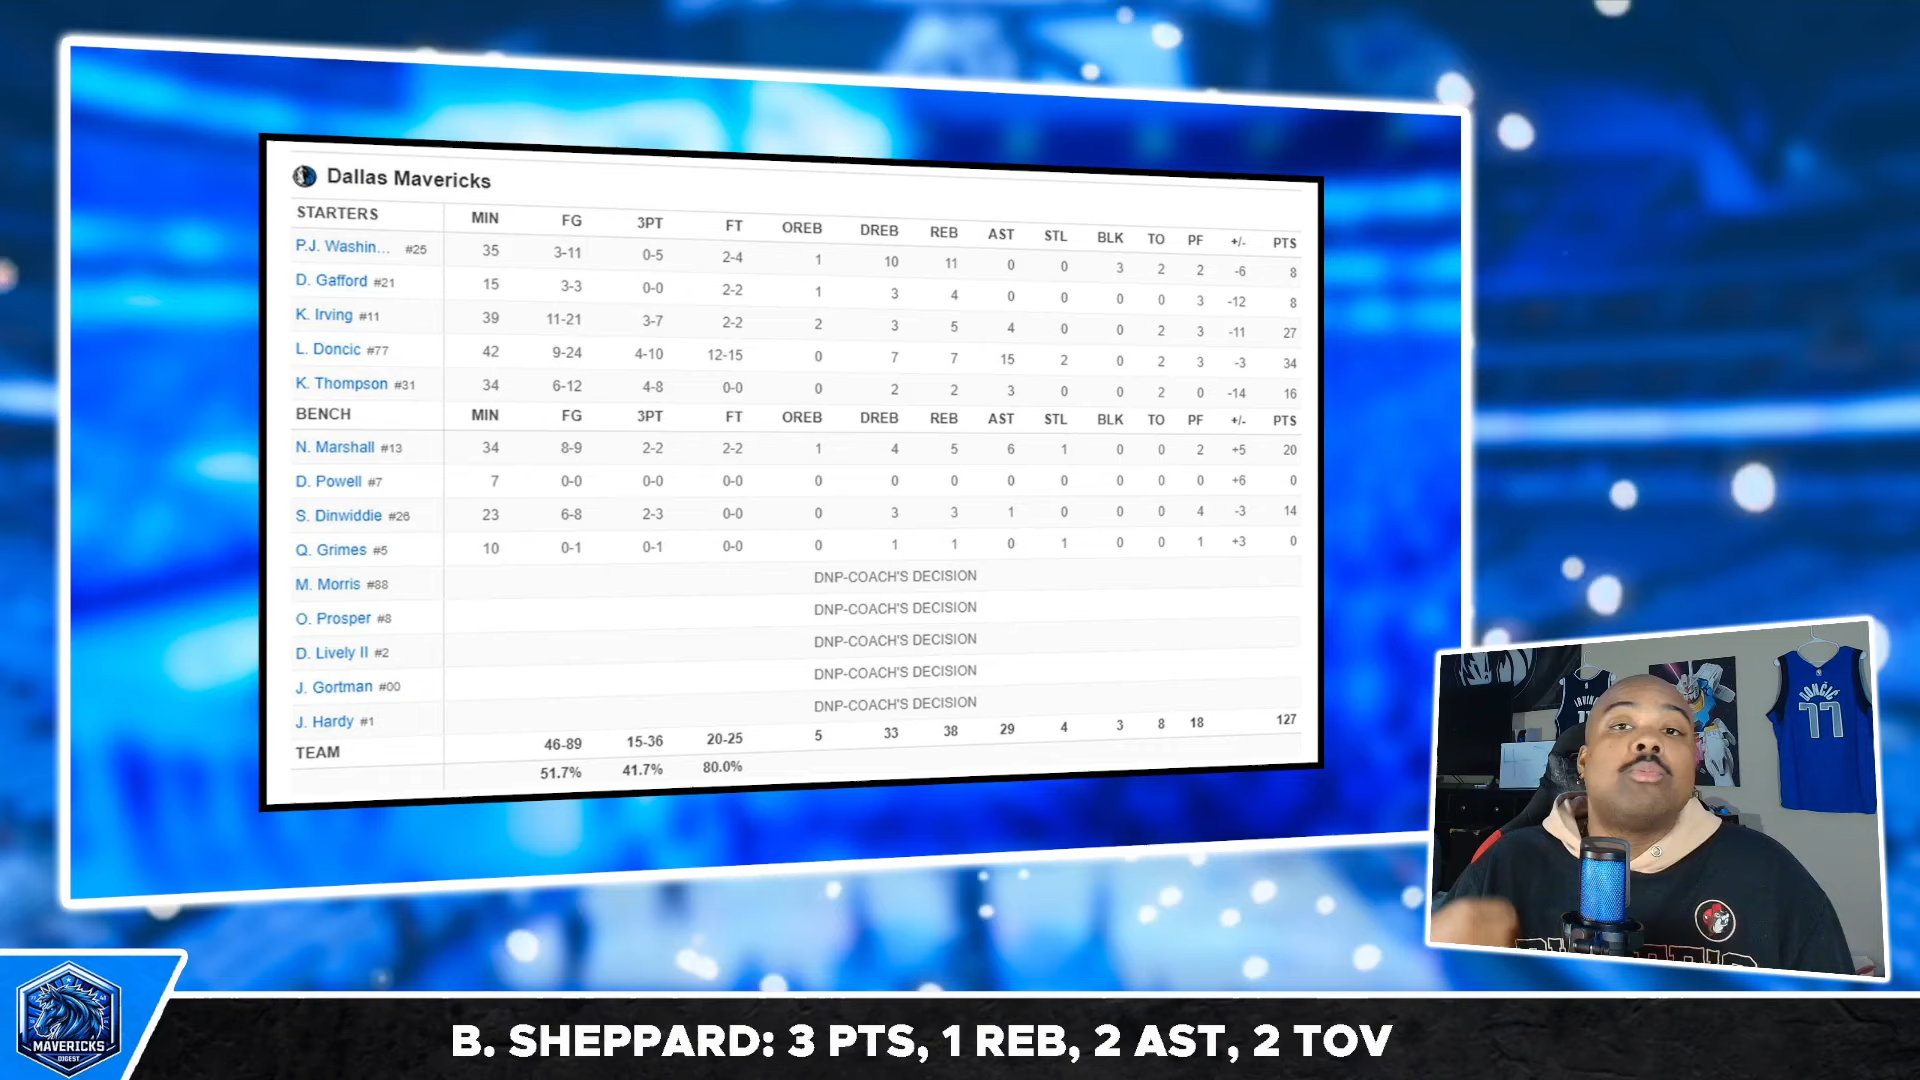 Dallas Mavericks
STARTERS MIN FG 3PT FT OREB DREB REB AST STL BLK TO PF +/- PTS
P.J. Washin... #25 35 3-11 0-5 2-4 1 10 11 0 0 3 2 2 -6 8
D. Gafford #21 15 3-3 0-0 2-2 1 3 4 0 0 0 0 3 -12 8
K. Irving #11 39 11-21 3-7 2-2 2 3 5 4 0 0 2 3 -11 27
L. Doncic #77 42 9-24 4-10 12-15 0 7 7 15 2 0 2 3 -3 34
K. Thompson #31 34 6-12 4-8 0-0 0 2 2 3 0 0 2 0 -14 16
BENCH MIN FG 3PT FT OREB DREB REB AST STL BLK TO PF +/- PTS
N. Marshall #13 34 8-9 2-2 2-2 1 4 5 6 1 0 0 2 +5 20
D. Powell #7 7 0-0 0-0 0-0 0 0 0 0 0 0 0 0 +6 0
S. Dinwiddie #26 23 6-8 2-3 0-0 0 3 3 1 0 0 0 4 -3 14
Q. Grimes #5 10 0-1 0-1 0-0 0 1 1 0 1 0 0 1 +3 0
M. Morris #88 DNP-COACH'S DECISION
O. Prosper #8 DNP-COACH'S DECISION
D. Lively II #2 DNP-COACH'S DECISION
J. Gortman #00 DNP-COACH'S DECISION
J. Hardy #1 DNP-COACH'S DECISION
TEAM 46-89 15-36 20-25 5 33 38 29 4 3 8 18 127
51.7% 41.7% 80.0%
DONČIĆ
77
MAVERICKS
DIGEST
B. SHEPPARD: 3 PTS, 1 REB, 2 AST, 2 TOV